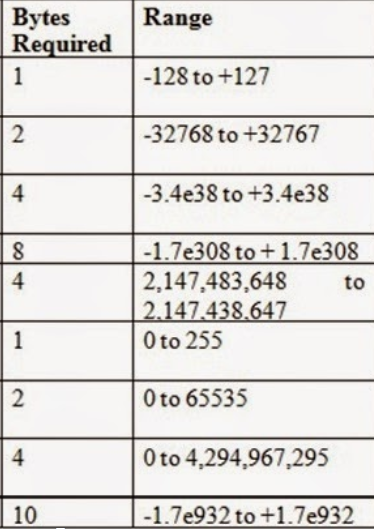 Bytes Required Range
1 -128 to +127
2 -32768 to +32767
4 -3.4e38 to +3.4e38
8 -1.7e308 to + 1.7e308
4 2,147,483,648 to
2,147,438,647
1 0 to 255
2 0 to 65535
4 0 to 4,294,967,295
10 -1.7e932 to +1.7e932